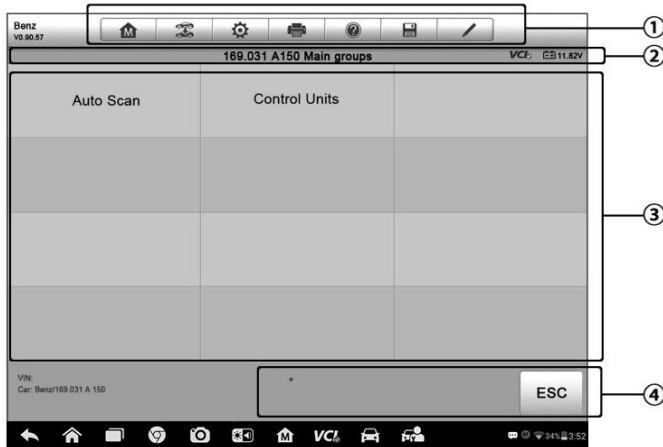 Benz
V0.90.57
①
169.031 A150 Main groups
VCI 11.82V
②
Auto Scan
Control Units
③
VIN:
Car: Benz/169.031 A 150
ESC
④
M
VCI
34% 3:52